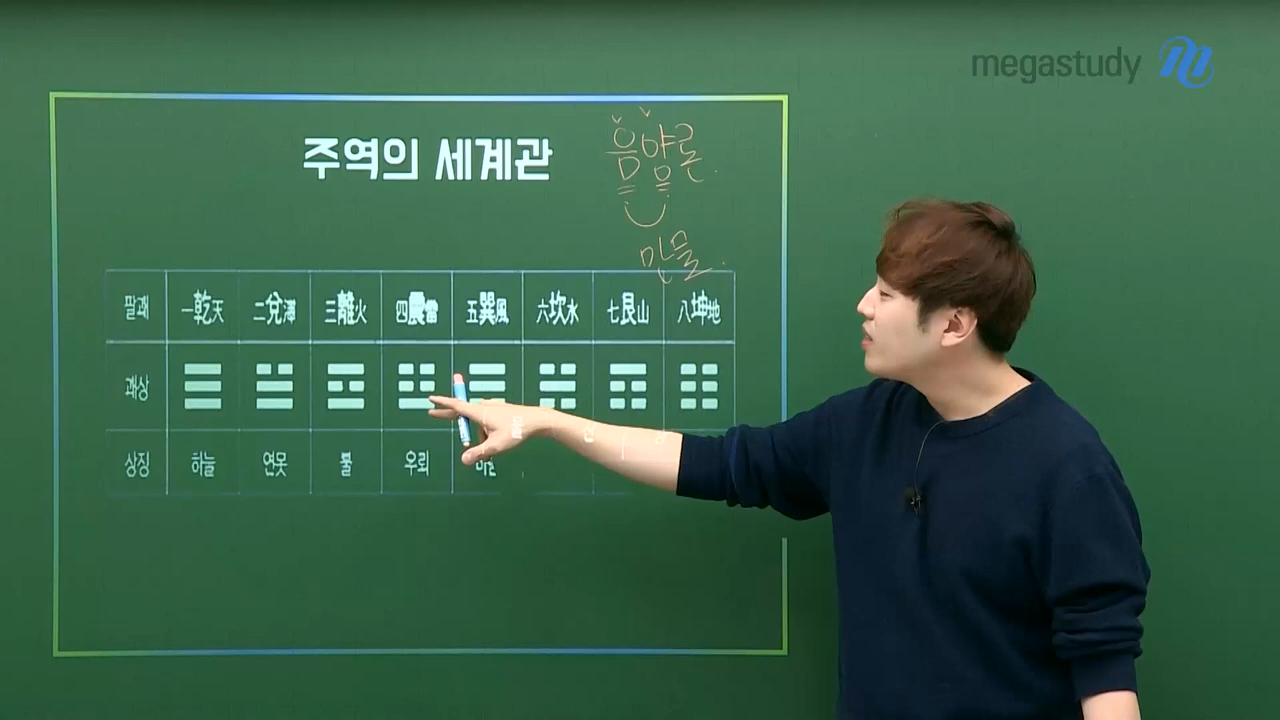 megastudy
주역의 세계관
음양론
만물
팔괘 一乾天 二兌澤 三離火 四震雷 五巽風 六坎水 七艮山 八坤地
괘상
상징 하늘 연못 불 우뢰